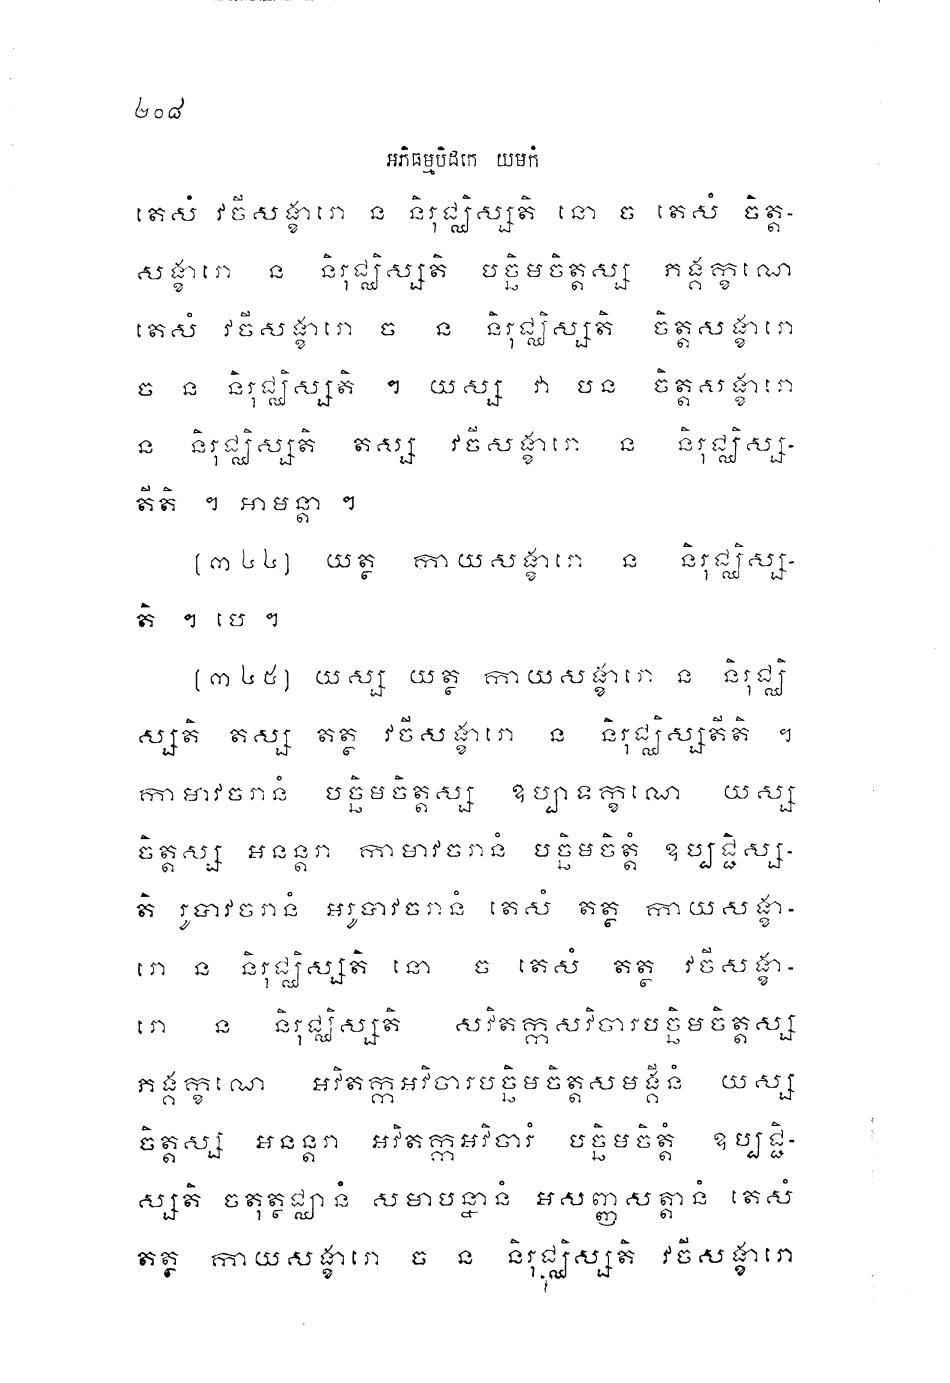 ២០៨
អភិធម្មបិដកេ យមកំ
តេសំ វចីសង្ខារោ ន និរុជ្ឈិស្សតិ នោ ច តេសំ ចិត្ត-
សង្ខារោ ន និរុជ្ឈិស្សតិ បច្ឆិមចិត្តស្ស ភង្គក្ខណេ
តេសំ វចីសង្ខារោ ច ន និរុជ្ឈិស្សតិ ចិត្តសង្ខារោ
ច ន និរុជ្ឈិស្សតិ ។ យស្ស វា បន ចិត្តសង្ខារោ
ន និរុជ្ឈិស្សតិ តស្ស វចីសង្ខារោ ន និរុជ្ឈិស្ស-
តីតិ ។ អាមន្តា ។
[៣៤៤] យត្ថ កាយសង្ខារោ ន និរុជ្ឈិស្ស-
តិ ។ បេ ។
[៣៤៥] យស្ស យត្ថ កាយសង្ខារោ ន និរុជ្ឈិ
ស្សតិ តស្ស តត្ថ វចីសង្ខារោ ន និរុជ្ឈិស្សតីតិ ។
កាមាវចរានំ បច្ឆិមចិត្តស្ស ឧប្បាទក្ខណេ យស្ស
ចិត្តស្ស អនន្តរា កាមាវចរានំ បច្ឆិមចិត្តំ ឧប្បជ្ជិស្ស-
តិ រូបាវចរានំ អរូបាវចរានំ តេសំ តត្ថ កាយសង្ខា-
រោ ន និរុជ្ឈិស្សតិ នោ ច តេសំ តត្ថ វចីសង្ខា-
រោ ន និរុជ្ឈិស្សតិ សវិតក្កសវិចារបច្ឆិមចិត្តស្ស
ភង្គក្ខណេ អវិតក្កអវិចារបច្ឆិមចិត្តសមង្គីនំ យស្ស
ចិត្តស្ស អនន្តរា អវិតក្កអវិចារំ បច្ឆិមចិត្តំ ឧប្បជ្ជិ-
ស្សតិ ចតុត្ថជ្ឈានំ សមាបន្នានំ អសញ្ញសត្តានំ តេសំ
តត្ថ កាយសង្ខារោ ច ន និរុជ្ឈិស្សតិ វចីសង្ខារោ